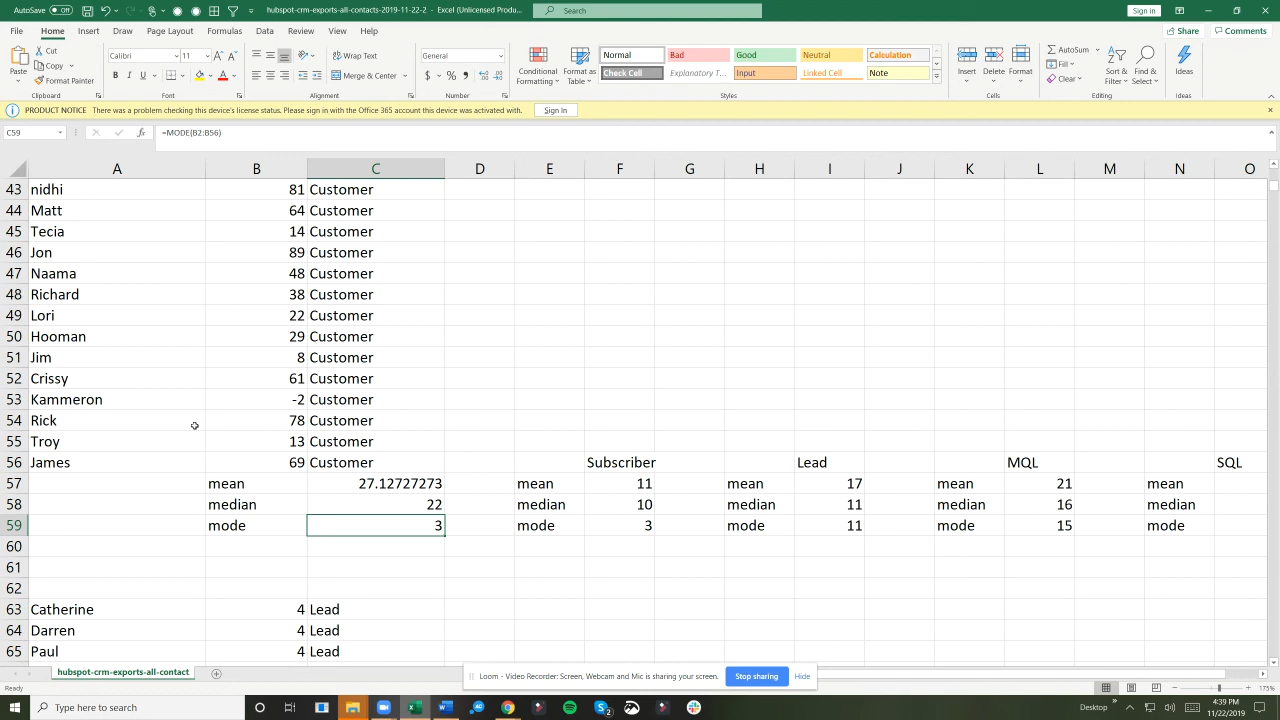 AutoSave Off hubspot-crm-exports-all-contacts-2019-11-22-2 - Excel (Unlicensed Produ... Search Sign in
File Home Insert Draw Page Layout Formulas Data Review View Help Share Comments
Paste Cut Copy Format Painter Clipboard
Calibri 11 Font
Wrap Text Merge & Center Alignment
General Number
Conditional Formatting Format as Table Normal Bad Good Neutral Calculation
Check Cell Explanatory T... Input Linked Cell Note Styles
Insert Delete Format Cells
AutoSum Fill Clear Sort & Filter Find & Select Editing
Ideas Ideas
PRODUCT NOTICE There was a problem checking this device's license status. Please sign in with the Office 365 account this device was activated with. Sign In
C59 =MODE(B2:B56)
A B C D E F G H I J K L M N O
43 nidhi 81 Customer
44 Matt 64 Customer
45 Tecia 14 Customer
46 Jon 89 Customer
47 Naama 48 Customer
48 Richard 38 Customer
49 Lori 22 Customer
50 Hooman 29 Customer
51 Jim 8 Customer
52 Crissy 61 Customer
53 Kammeron -2 Customer
54 Rick 78 Customer
55 Troy 13 Customer
56 James 69 Customer Subscriber Lead MQL SQL
57 mean 27.12727273 mean 11 mean 17 mean 21 mean
58 median 22 median 10 median 11 median 16 median
59 mode 3 mode 3 mode 11 mode 15 mode
60
61
62
63 Catherine 4 Lead
64 Darren 4 Lead
65 Paul 4 Lead
hubspot-crm-exports-all-contact
Loom - Video Recorder: Screen, Webcam and Mic is sharing your screen. Stop sharing Hide
Ready 175%
Type here to search Desktop 4:39 PM
11/22/2019